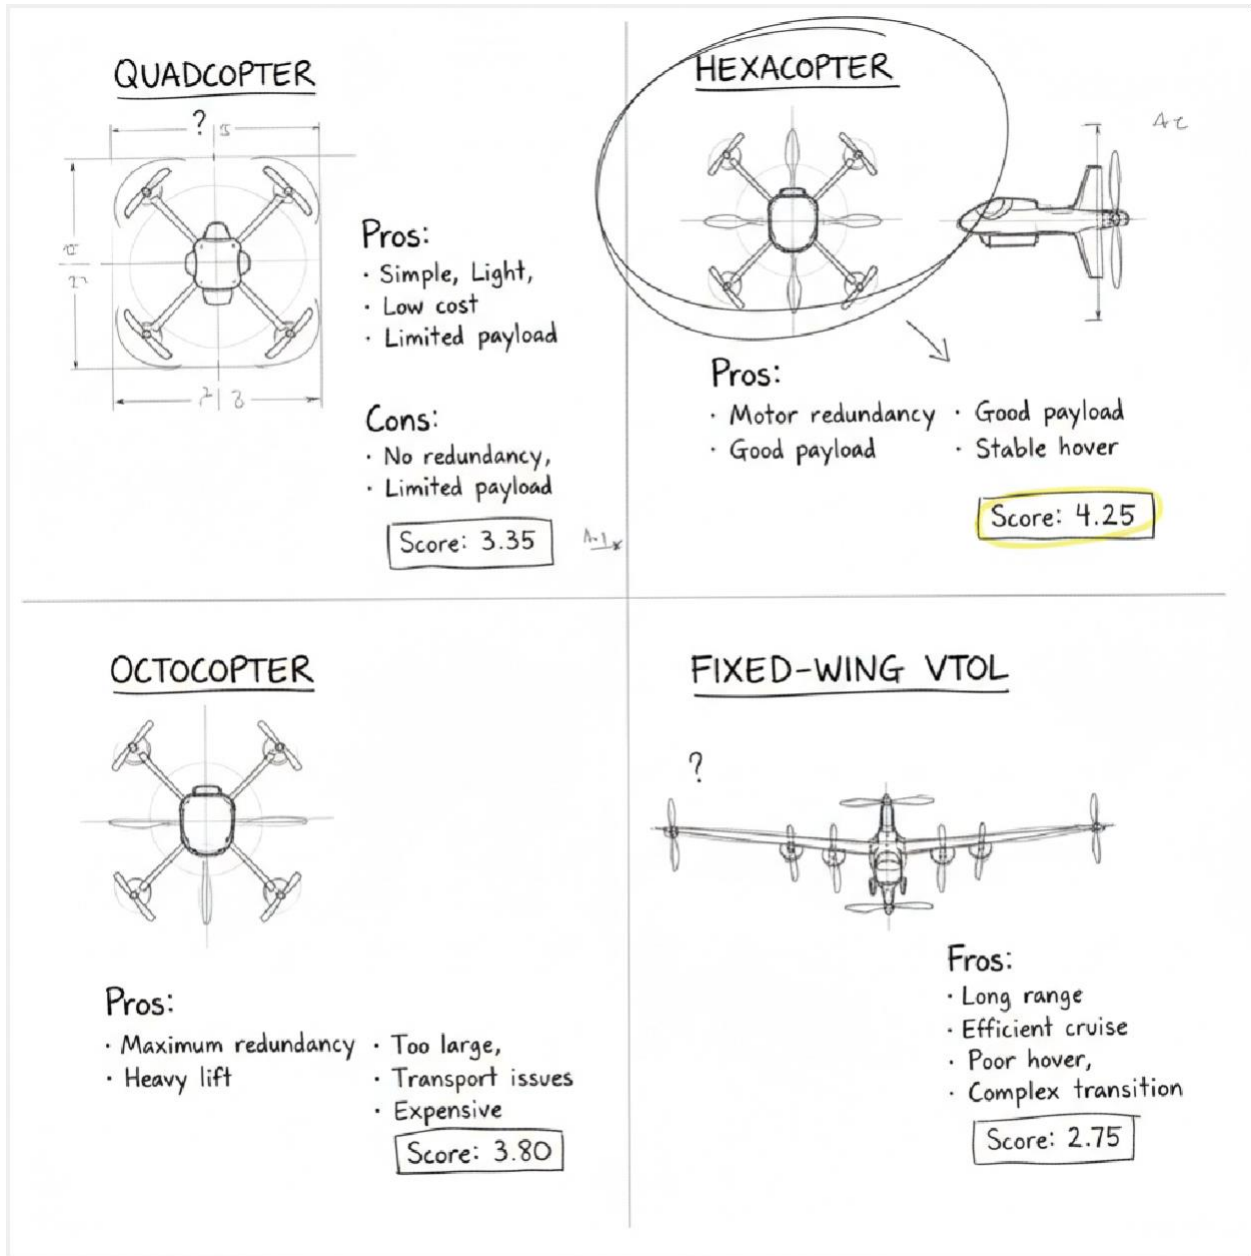 QUADCOPTER
?
Pros:
· Simple, Light,
· Low cost
· Limited payload
Cons:
· No redundancy,
· Limited payload
Score: 3.35
HEXACOPTER
Pros:
· Motor redundancy
· Good payload
· Good payload
· Stable hover
Score: 4.25
OCTOCOPTER
Pros:
· Maximum redundancy
· Heavy lift
· Too large,
· Transport issues
· Expensive
Score: 3.80
FIXED-WING VTOL
?
Fros:
· Long range
· Efficient cruise
· Poor hover,
· Complex transition
Score: 2.75